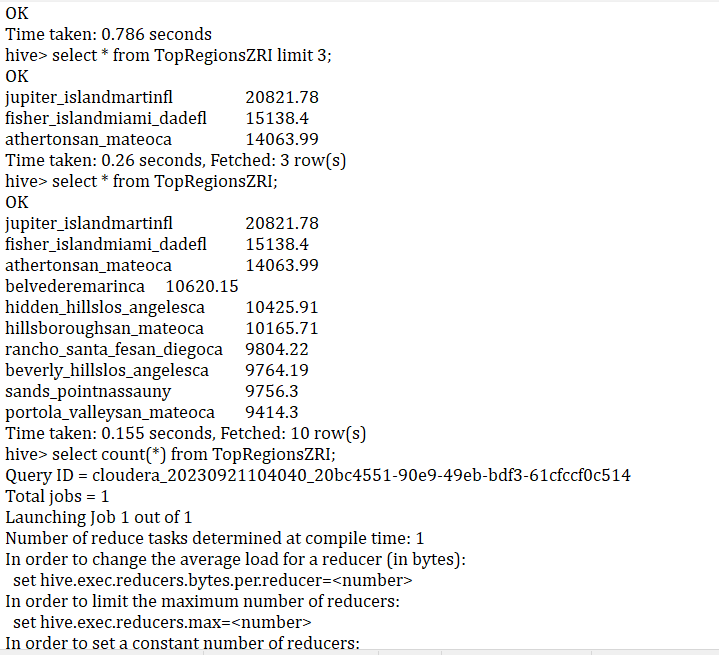 OK
Time taken: 0.786 seconds
hive> select * from TopRegionsZRI limit 3;
OK
jupiter_islandmartinfl 20821.78
fisher_islandmiami_dadefl 15138.4
athertonsan_mateoca 14063.99
Time taken: 0.26 seconds, Fetched: 3 row(s)
hive> select * from TopRegionsZRI;
OK
jupiter_islandmartinfl 20821.78
fisher_islandmiami_dadefl 15138.4
athertonsan_mateoca 14063.99
belvederemarinca 10620.15
hidden_hillslos_angelesca 10425.91
hillsboroughsan_mateoca 10165.71
rancho_santa_fesan_diegoca 9804.22
beverly_hillslos_angelesca 9764.19
sands_pointnassauny 9756.3
portola_valleysan_mateoca 9414.3
Time taken: 0.155 seconds, Fetched: 10 row(s)
hive> select count(*) from TopRegionsZRI;
Query ID = cloudera_20230921104040_20bc4551-90e9-49eb-bdf3-61cfccf0c514
Total jobs = 1
Launching Job 1 out of 1
Number of reduce tasks determined at compile time: 1
In order to change the average load for a reducer (in bytes):
set hive.exec.reducers.bytes.per.reducer=<number>
In order to limit the maximum number of reducers:
set hive.exec.reducers.max=<number>
In order to set a constant number of reducers: